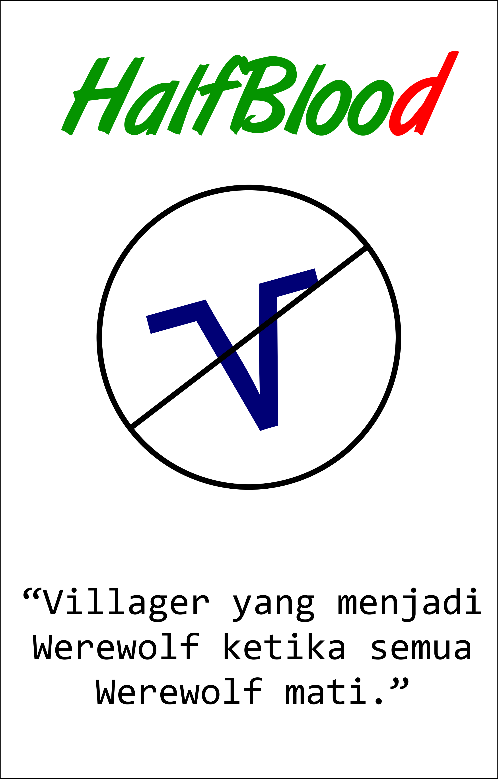 HalfBlood
V
“Villager yang menjadi
Werewolf ketika semua
Werewolf mati.”